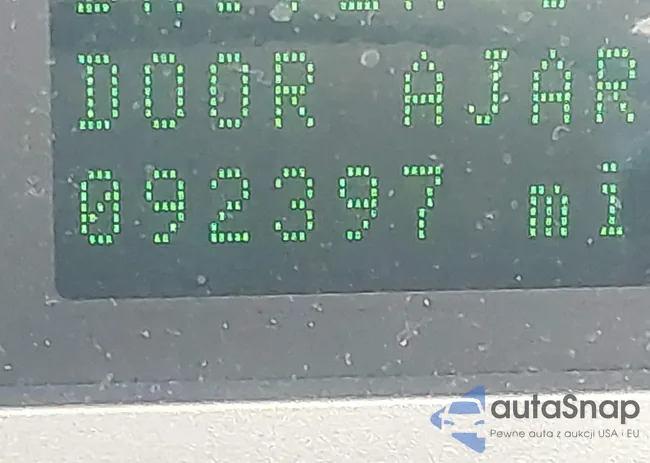 DOOR AJAR
092397 mi
autaSnap
Pewne auta z aukcji USA i EU